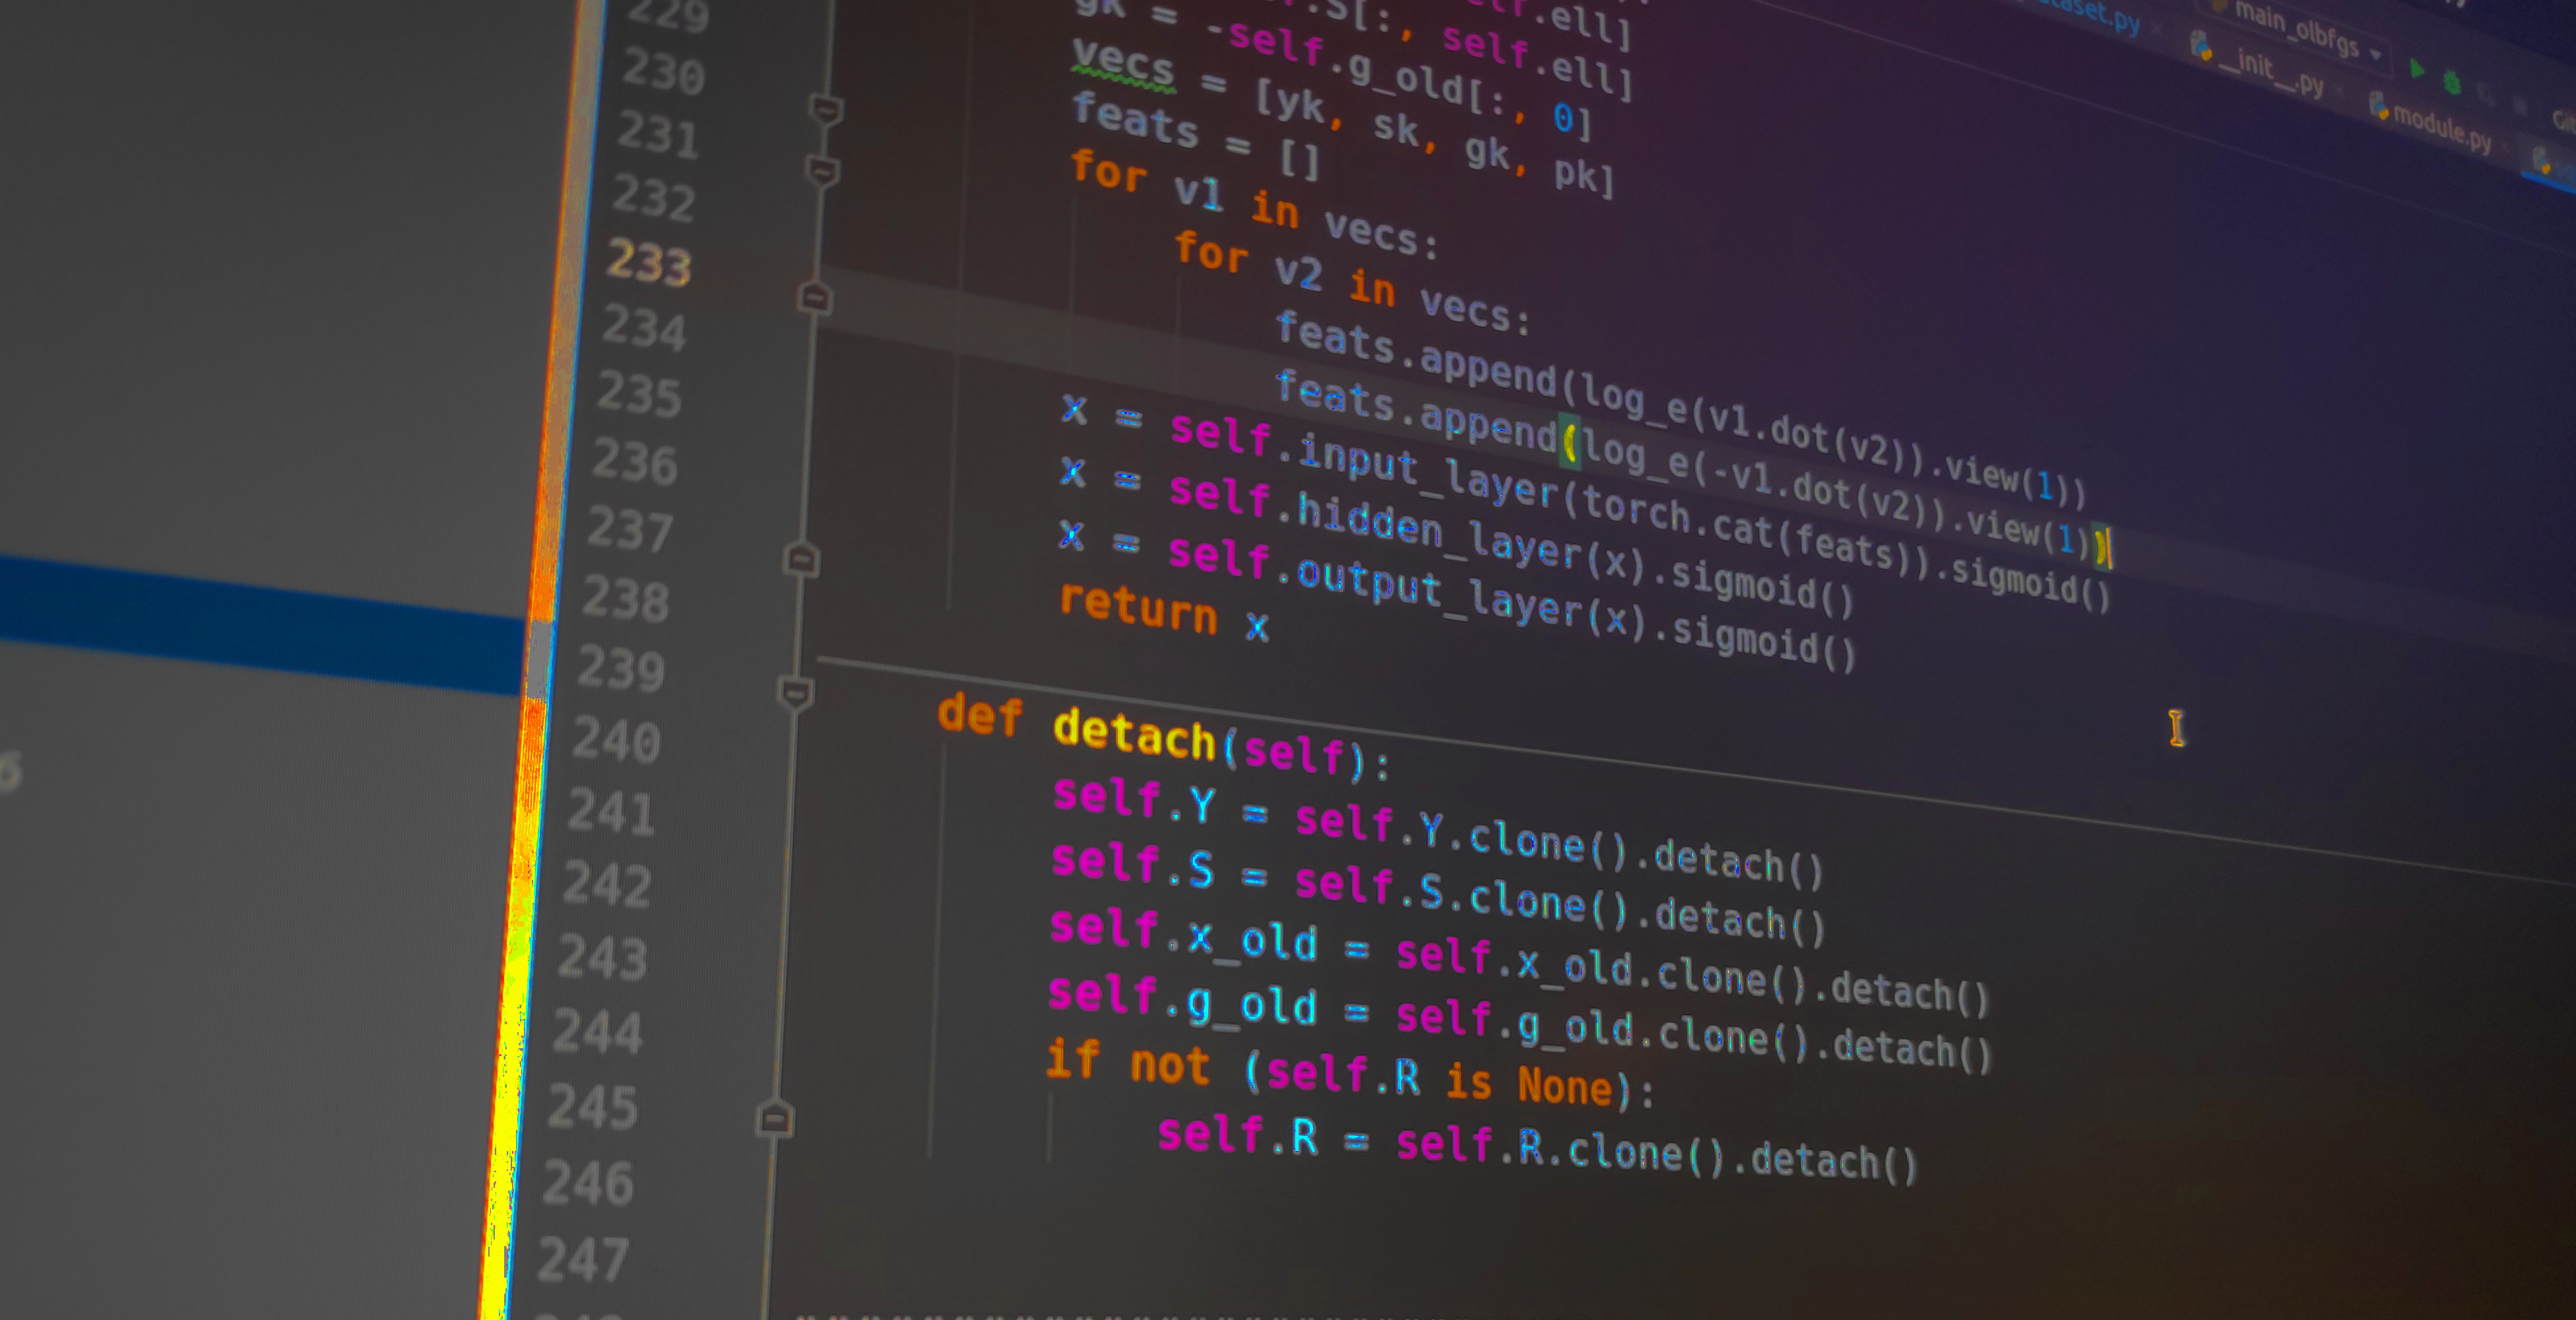 main_olbfgs
taset.py
__init__.py
module.py
229
230
231
232
233
234
235
236
237
238
239
240
241
242
243
244
245
246
247
.S[:, self.ell]
gk = -self.g_old[:, 0]
vecs = [yk, sk, gk, pk]
feats = []
for v1 in vecs:
for v2 in vecs:
feats.append(log_e(v1.dot(v2)).view(1))
feats.append(log_e(-v1.dot(v2)).view(1))
x = self.input_layer(torch.cat(feats)).sigmoid()
x = self.hidden_layer(x).sigmoid()
x = self.output_layer(x).sigmoid()
return x
def detach(self):
self.Y = self.Y.clone().detach()
self.S = self.S.clone().detach()
self.x_old = self.x_old.clone().detach()
self.g_old = self.g_old.clone().detach()
if not (self.R is None):
self.R = self.R.clone().detach()
6